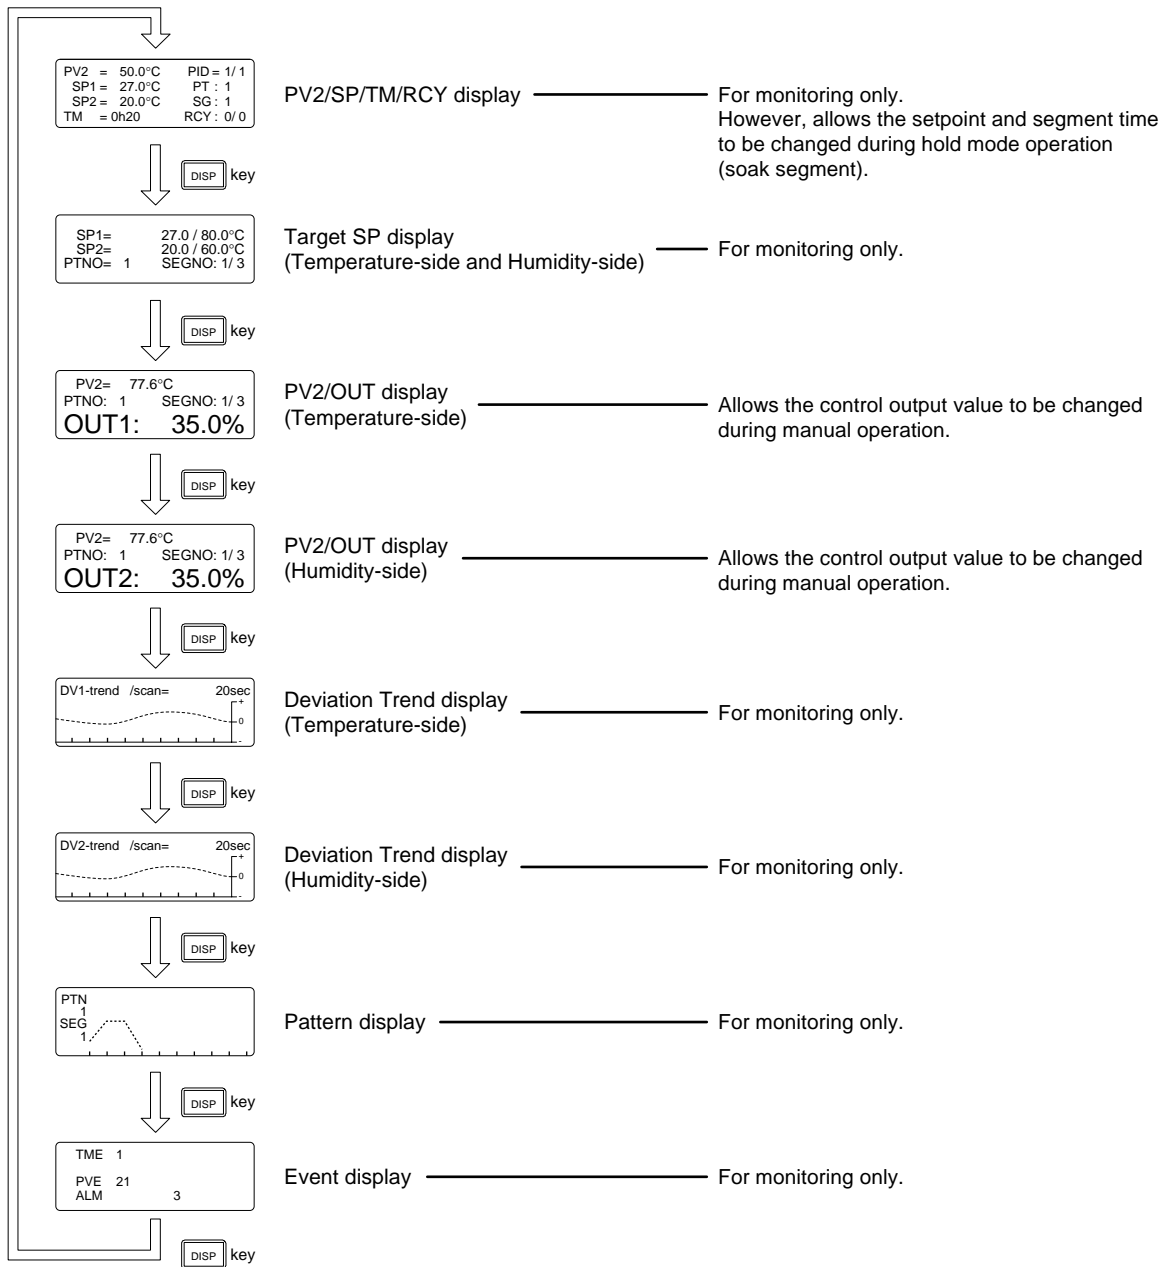 PV2 = 50.0°C PID = 1/ 1
SP1 = 27.0°C PT : 1
SP2 = 20.0°C SG : 1
TM = 0h20 RCY : 0/ 0
PV2/SP/TM/RCY display
For monitoring only.
However, allows the setpoint and segment time
to be changed during hold mode operation
(soak segment).
DISP key
SP1= 27.0 / 80.0°C
SP2= 20.0 / 60.0°C
PTNO= 1 SEGNO: 1/ 3
Target SP display
(Temperature-side and Humidity-side)
For monitoring only.
DISP key
PV2= 77.6°C
PTNO: 1 SEGNO: 1/ 3
OUT1: 35.0%
PV2/OUT display
(Temperature-side)
Allows the control output value to be changed
during manual operation.
DISP key
PV2= 77.6°C
PTNO: 1 SEGNO: 1/ 3
OUT2: 35.0%
PV2/OUT display
(Humidity-side)
Allows the control output value to be changed
during manual operation.
DISP key
DV1-trend /scan= 20sec
+
0
-
Deviation Trend display
(Temperature-side)
For monitoring only.
DISP key
DV2-trend /scan= 20sec
+
0
-
Deviation Trend display
(Humidity-side)
For monitoring only.
DISP key
PTN
1
SEG
1
Pattern display
For monitoring only.
DISP key
TME 1
PVE 21
ALM 3
Event display
For monitoring only.
DISP key